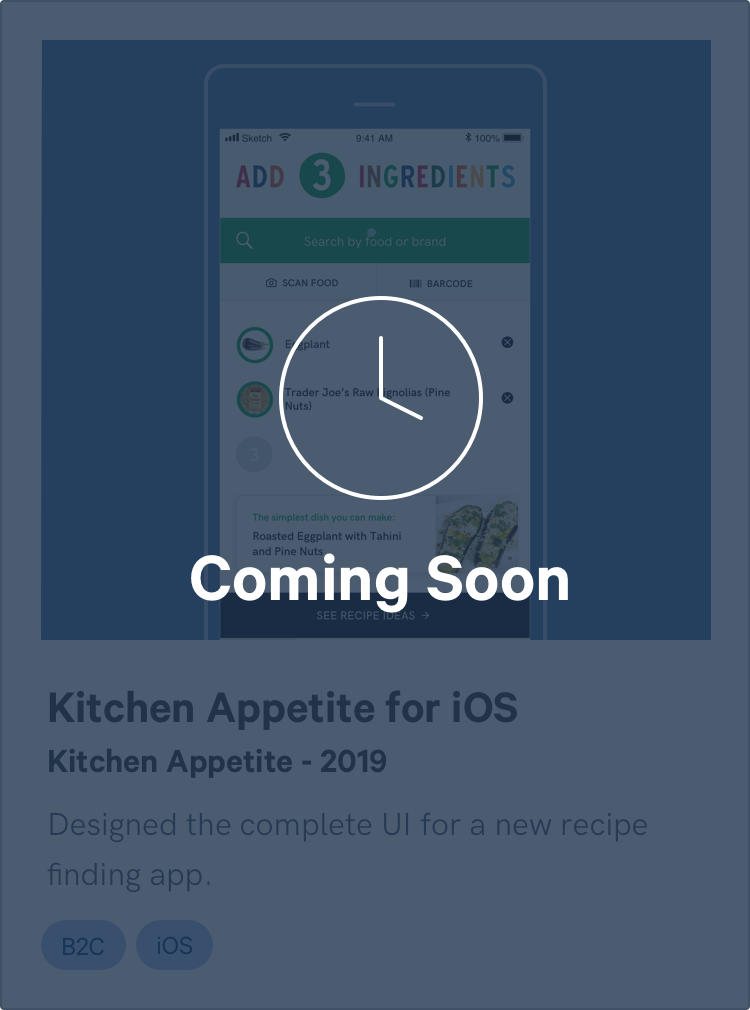 Sketch 9:41 AM 100%
ADD 3 INGREDIENTS
Search by food or brand
SCAN FOOD BARCODE
Eggplant
Trader Joe's Raw Pignolias (Pine
Nuts)
3
The simplest dish you can make:
Roasted Eggplant with Tahini
and Pine Nuts
Coming Soon
SEE RECIPE IDEAS →
Kitchen Appetite for iOS
Kitchen Appetite - 2019
Designed the complete UI for a new recipe
finding app.
B2C iOS